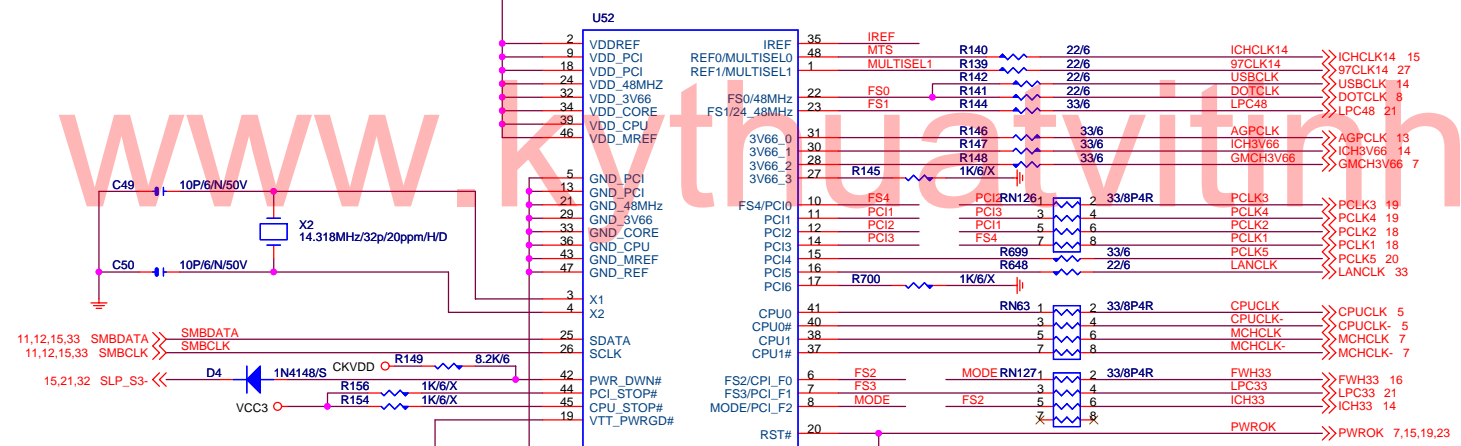 U52
2 VDDREF IREF 35 IREF
9 VDD_PCI REF0/MULTISEL0 48 MTS R140 22/6 ICHCLK14 ICHCLK14 15
18 VDD_PCI REF1/MULTISEL1 1 MULTISEL1 R139 22/6 97CLK14 97CLK14 27
24 VDD_48MHZ R142 22/6 USBCLK USBCLK 14
32 VDD_3V66 FS0/48MHz 22 FS0 R141 22/6 DOTCLK DOTCLK 8
34 VDD_CORE FS1/24_48MHz 23 FS1 R144 33/6 LPC48 LPC48 21
39 VDD_CPU
46 VDD_MREF 3V66_0 31 R146 33/6 AGPCLK AGPCLK 13
3V66_1 30 R147 33/6 ICH3V66 ICH3V66 14
3V66_2 28 R148 33/6 GMCH3V66 GMCH3V66 7
www.kythuatvitinh
5 GND_PCI 3V66_3 27 R145 1K/6/X
C49 10P/6/N/50V 13 GND_PCI
21 GND_48MHz FS4/PCI0 10 FS4 PCI2 RN126 1 2 33/8P4R PCLK3 PCLK3 19
29 GND_3V66 PCI1 11 PCI1 PCI3 3 4 PCLK4 PCLK4 19
X2 33 GND_CORE PCI2 12 PCI2 PCI1 5 6 PCLK2 PCLK2 18
14.318MHz/32p/20ppm/H/D 36 GND_CPU PCI3 14 PCI3 FS4 7 8 PCLK1 PCLK1 18
43 GND_MREF PCI4 15 R699 33/6 PCLK5 PCLK5 20
C50 10P/6/N/50V 47 GND_REF PCI5 16 R648 22/6 LANCLK LANCLK 33
PCI6 17 R700 1K/6/X
3 X1
4 X2 CPU0 41 RN63 1 2 33/8P4R CPUCLK CPUCLK 5
CPU0# 40 3 4 CPUCLK- CPUCLK- 5
11,12,15,33 SMBDATA SMBDATA 25 SDATA CPU1 38 5 6 MCHCLK MCHCLK 7
11,12,15,33 SMBCLK SMBCLK 26 SCLK CPU1# 37 7 8 MCHCLK- MCHCLK- 7
CKVDD R149 8.2K/6
15,21,32 SLP_S3- D4 1N4148/S 42 PWR_DWN# FS2/CPI_F0 6 FS2 MODE RN127 1 2 33/8P4R FWH33 FWH33 16
R156 1K/6/X 44 PCI_STOP# FS3/PCI_F1 7 FS3 3 4 LPC33 LPC33 21
VCC3 R154 1K/6/X 45 CPU_STOP# MODE/PCI_F2 8 MODE FS2 5 6 ICH33 ICH33 14
19 VTT_PWRGD# 7 8
RST# 20 PWROK PWROK 7,15,19,23